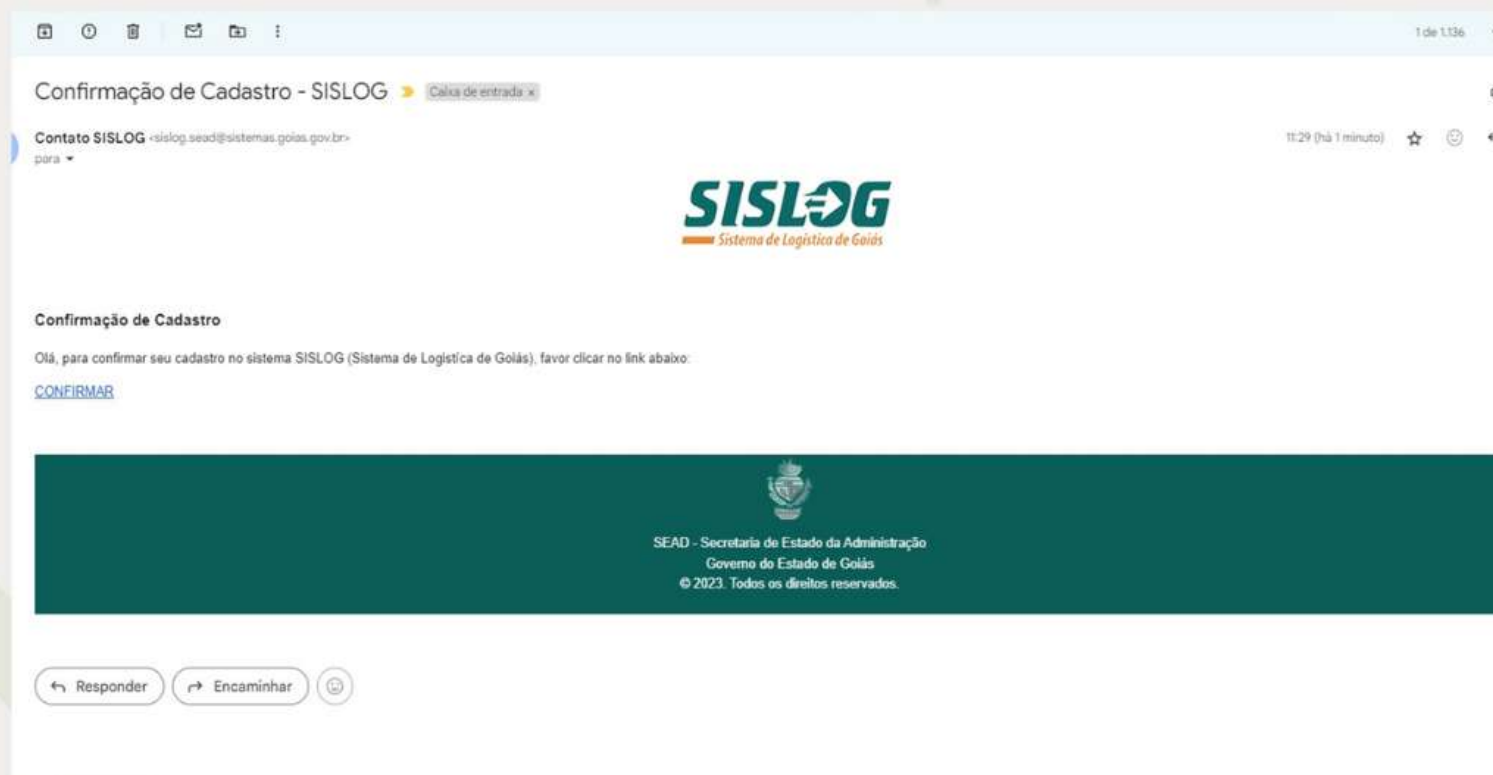 1 de 1.136
Confirmação de Cadastro - SISLOG Caixa de entrada x
Contato SISLOG <sislog.sead@sistemas.goias.gov.br> 11:29 (há 1 minuto)
para
SISLOG
Sistema de Logística de Goiás
Confirmação de Cadastro
Olá, para confirmar seu cadastro no sistema SISLOG (Sistema de Logística de Goiás), favor clicar no link abaixo:
CONFIRMAR
SEAD - Secretaria de Estado da Administração
Governo do Estado de Goiás
© 2023. Todos os direitos reservados.
Responder Encaminhar